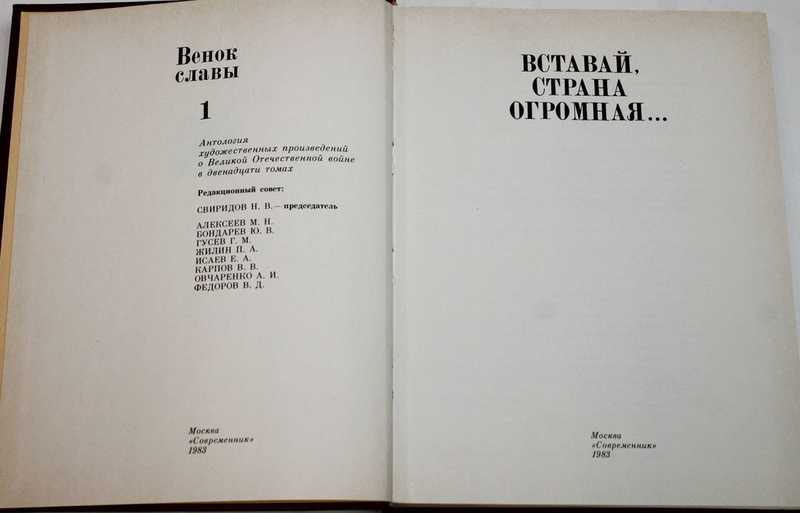 Венок
славы
1
Антология
художественных произведений
о Великой Отечественной войне
в двенадцати томах
Редакционный совет:
СВИРИДОВ Н. В.— председатель
АЛЕКСЕЕВ М. Н.
БОНДАРЕВ Ю. В.
ГУСЕВ Г. М.
ЖИЛИН П. А.
ИСАЕВ Е. А.
КАРПОВ В. В.
ОВЧАРЕНКО А. И.
ФЕДОРОВ В. Д.
Москва
«Современник»
1983
ВСТАВАЙ,
СТРАНА
ОГРОМНАЯ...
Москва
«Современник»
1983